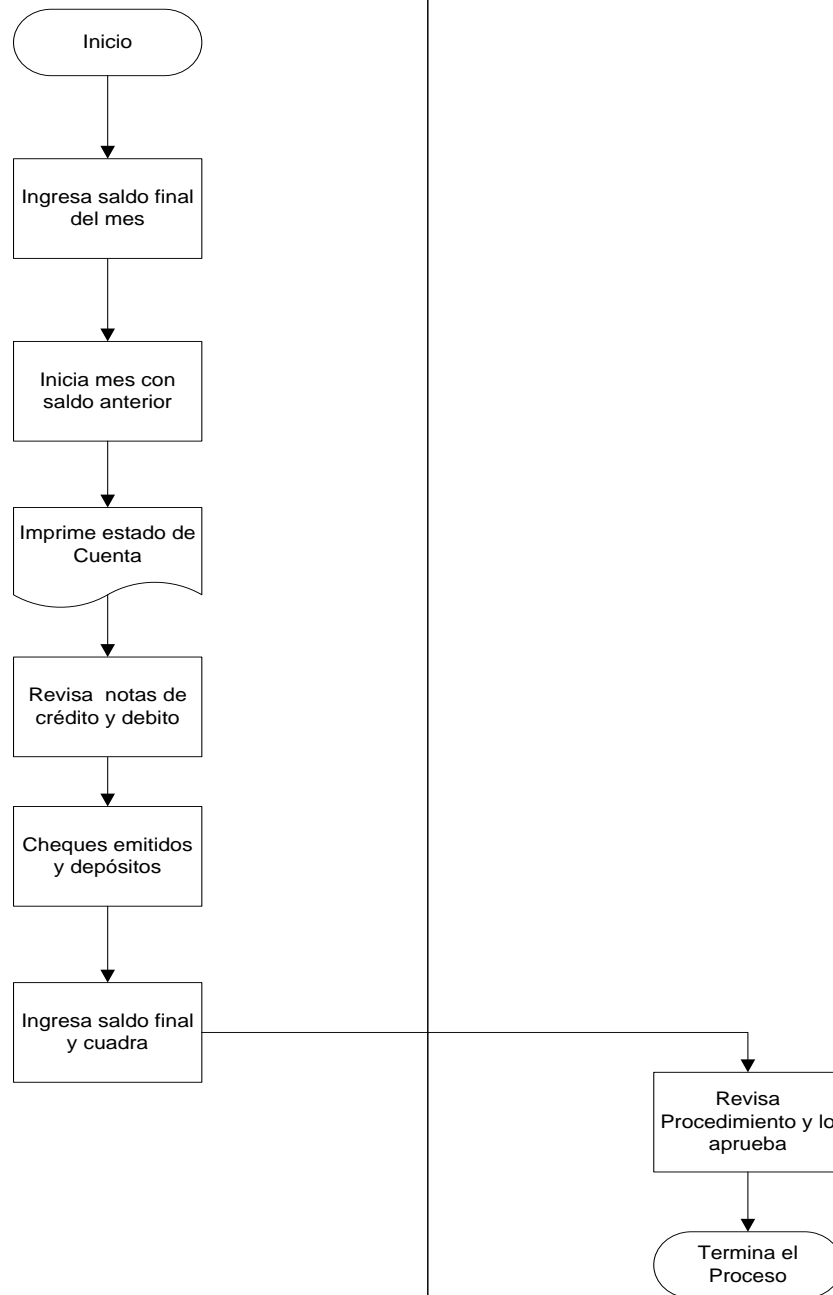 Inicio
Ingresa saldo final
del mes
Inicia mes con
saldo anterior
Imprime estado de
Cuenta
Revisa  notas de
crédito y debito
Cheques emitidos
y depósitos
Ingresa saldo final
y cuadra
Revisa
Procedimiento y lo
aprueba
Termina el
Proceso